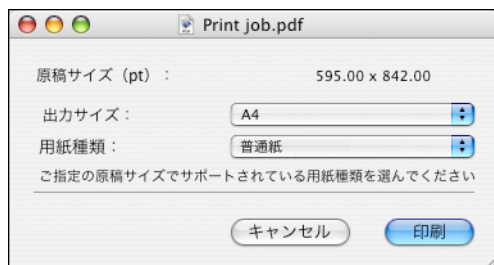 Print job.pdf
原稿サイズ（pt）： 595.00 x 842.00
出力サイズ： A4
用紙種類： 普通紙
ご指定の原稿サイズでサポートされている用紙種類を選んでください
キャンセル 印刷